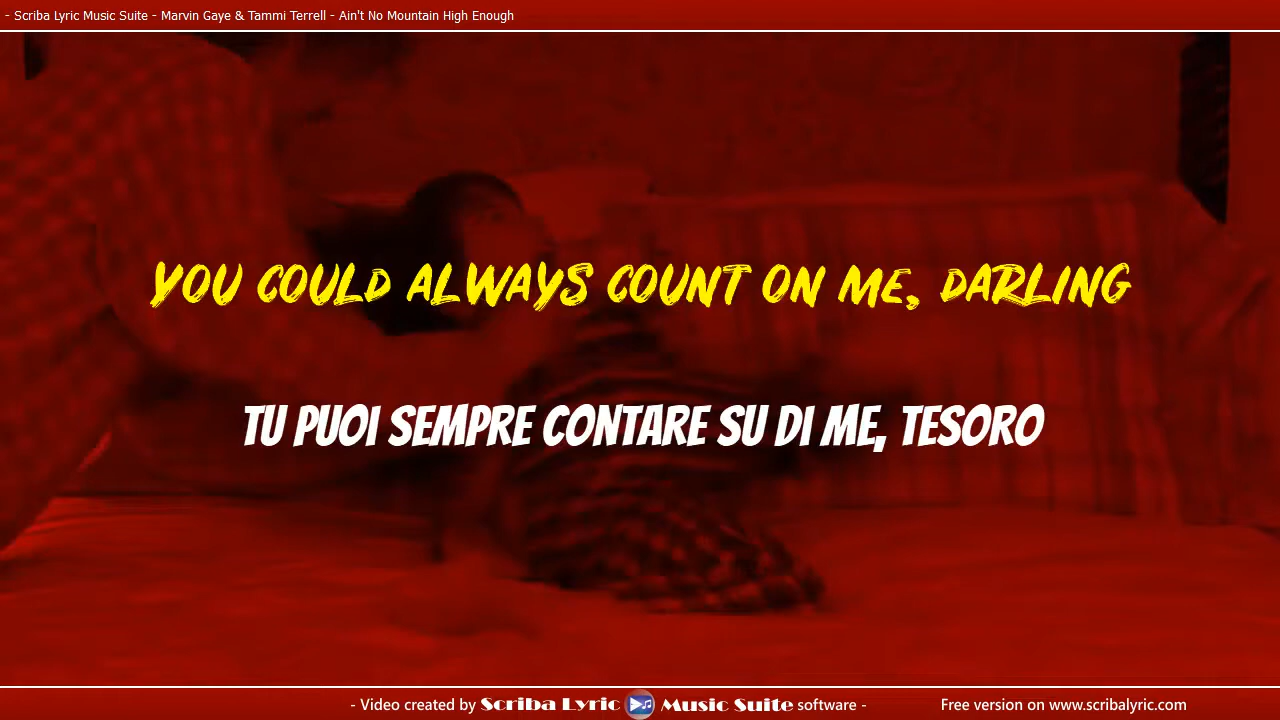 - Scriba Lyric Music Suite - Marvin Gaye & Tammi Terrell - Ain't No Mountain High Enough
YOU COULD ALWAYS COUNT ON ME, DARLING
TU PUOI SEMPRE CONTARE SU DI ME, TESORO
- Video created by Scriba Lyric Music Suite software - Free version on www.scribalyric.com